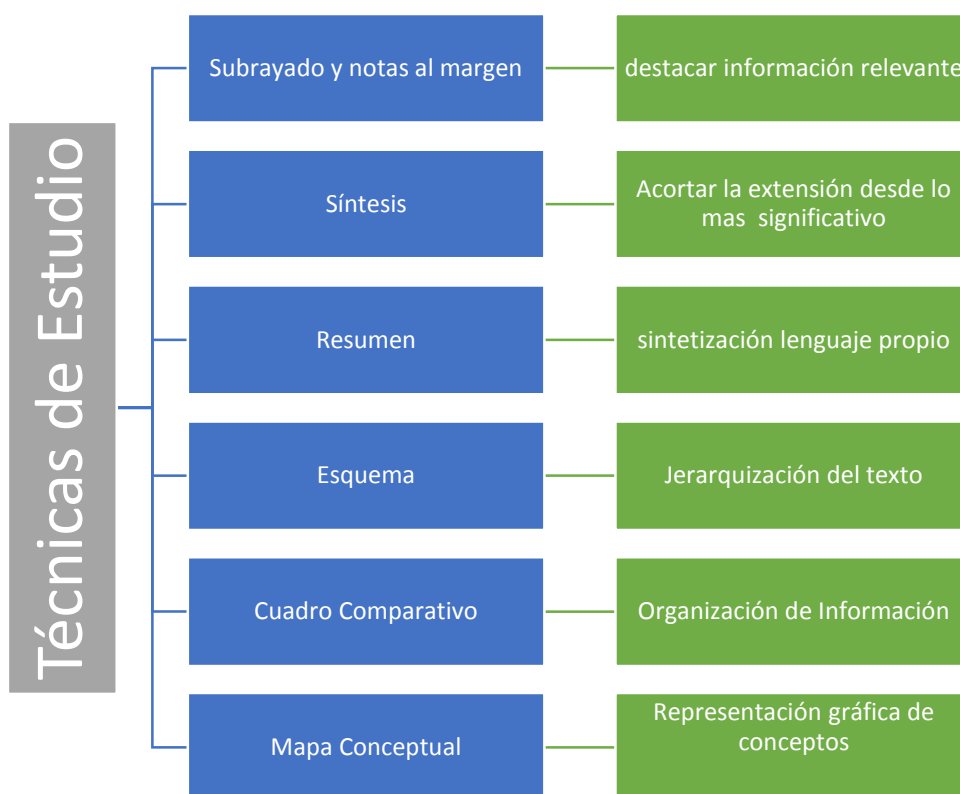 Técnicas de Estudio
Subrayado y notas al margen
destacar información relevante
Síntesis
Acortar la extensión desde lo
mas significativo
Resumen
sintetización lenguaje propio
Esquema
Jerarquización del texto
Cuadro Comparativo
Organización de Información
Mapa Conceptual
Representación gráfica de
conceptos